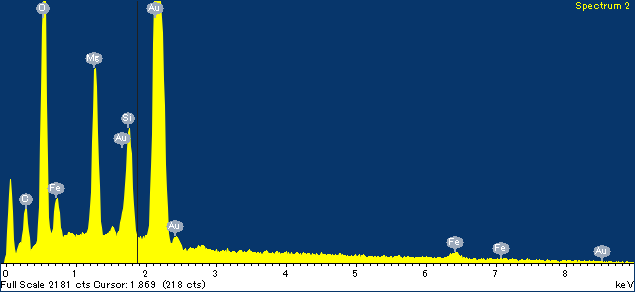 Spectrum 2
O
Au
Mg
Si
Au
Fe
O
Au
Fe
Fe
Au
0 1 2 3 4 5 6 7 8
Full Scale 2181 cts Cursor: 1.869 (218 cts) keV